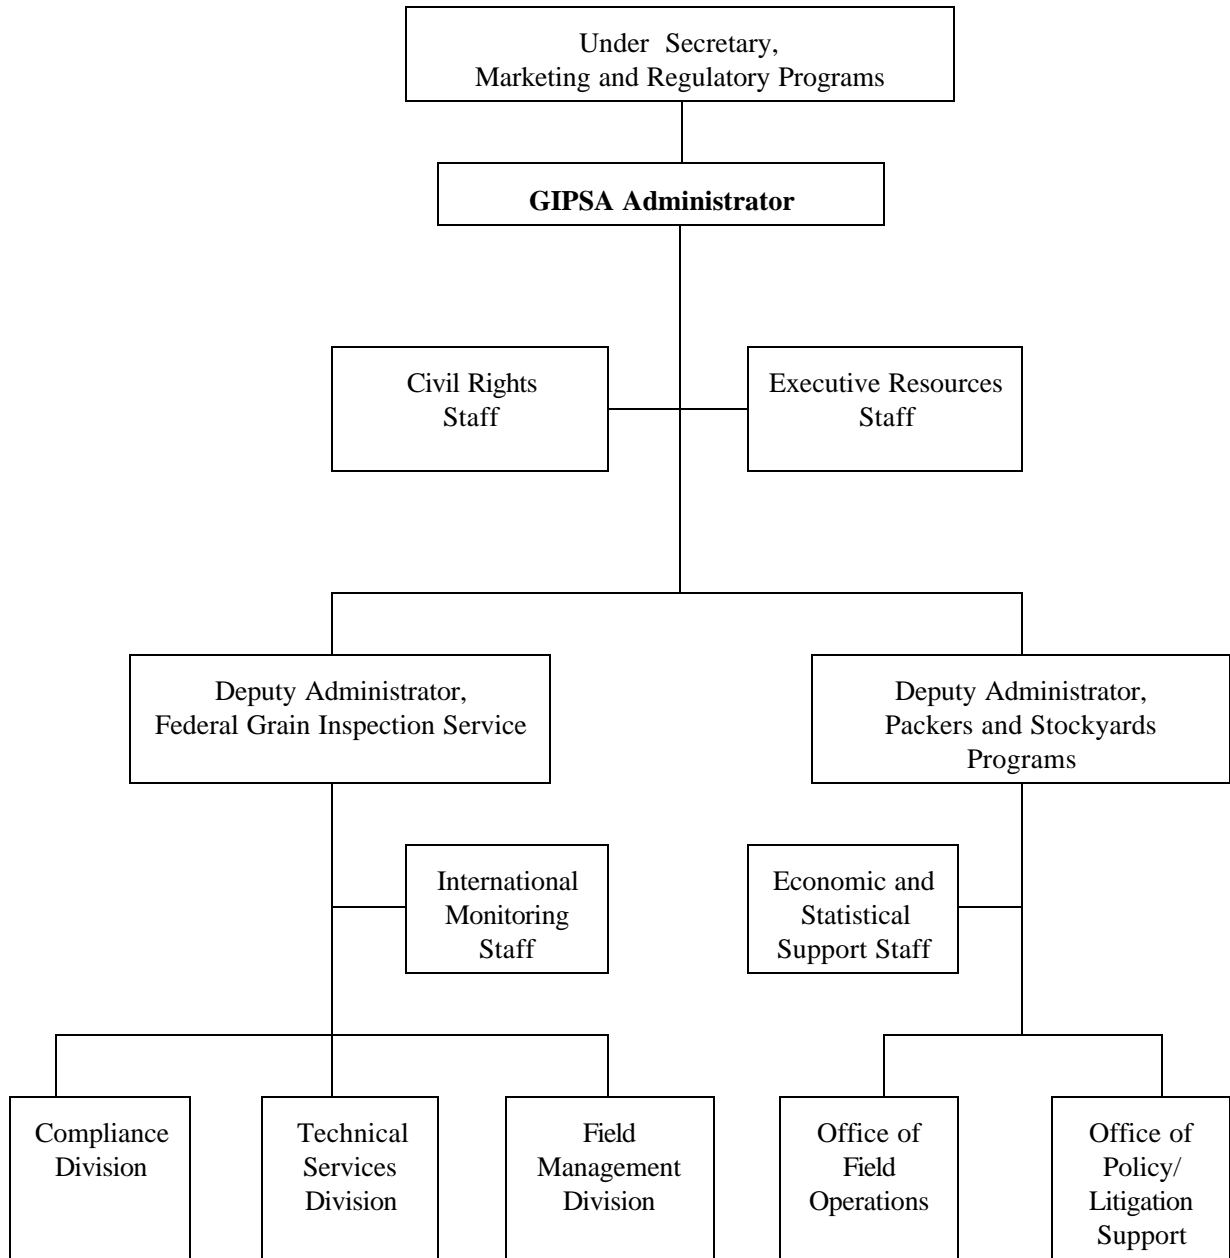 Under Secretary,
Marketing and Regulatory Programs
GIPSA Administrator
Civil Rights
Staff
Executive Resources
Staff
Deputy Administrator,
Federal Grain Inspection Service
Deputy Administrator,
Packers and Stockyards
Programs
International
Monitoring
Staff
Economic and
Statistical
Support Staff
Compliance
Division
Technical
Services
Division
Field
Management
Division
Office of
Field
Operations
Office of
Policy/
Litigation
Support